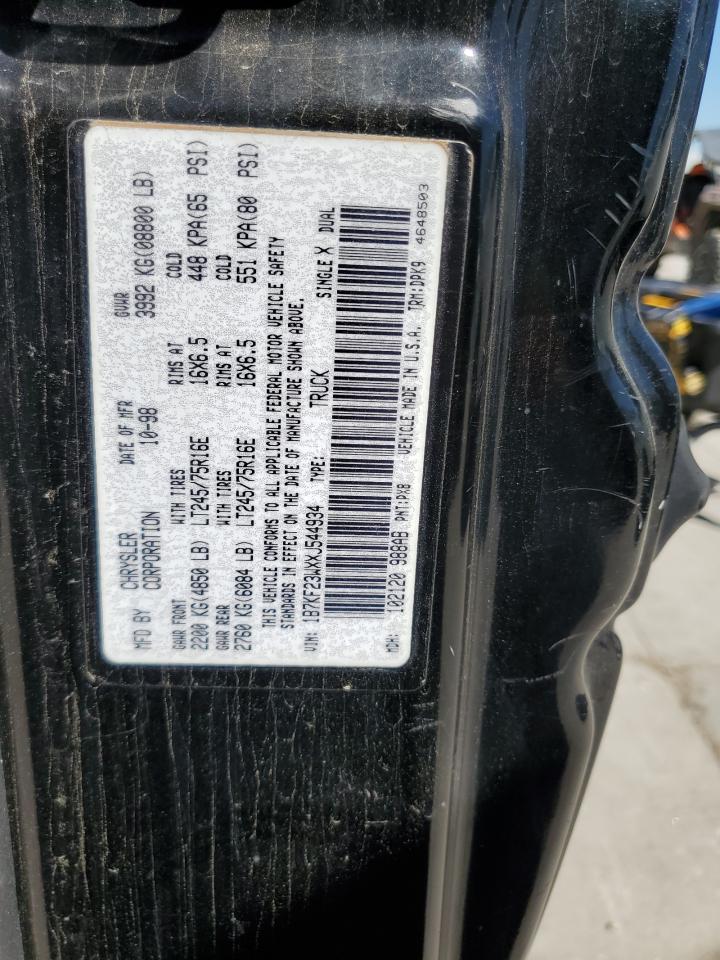 MFD BY CHRYSLER CORPORATION DATE OF MFR 10-98 GVWR 3992 KG(08800 LB)
GAWR FRONT WITH TIRES RIMS AT COLD
2200 KG(4850 LB) LT245/75R16E 16X6.5 448 KPA(65 PSI)
GAWR REAR WITH TIRES RIMS AT COLD
2760 KG(6084 LB) LT245/75R16E 16X6.5 551 KPA(80 PSI)
THIS VEHICLE CONFORMS TO ALL APPLICABLE FEDERAL MOTOR VEHICLE SAFETY
STANDARDS IN EFFECT ON THE DATE OF MANUFACTURE SHOWN ABOVE.
VIN: 1B7KF23WXXJ544934 TYPE: TRUCK SINGLE X DUAL
MDH: 102120 988AB PNT:PX8 VEHICLE MADE IN U.S.A. TRM:DPK9 4648503